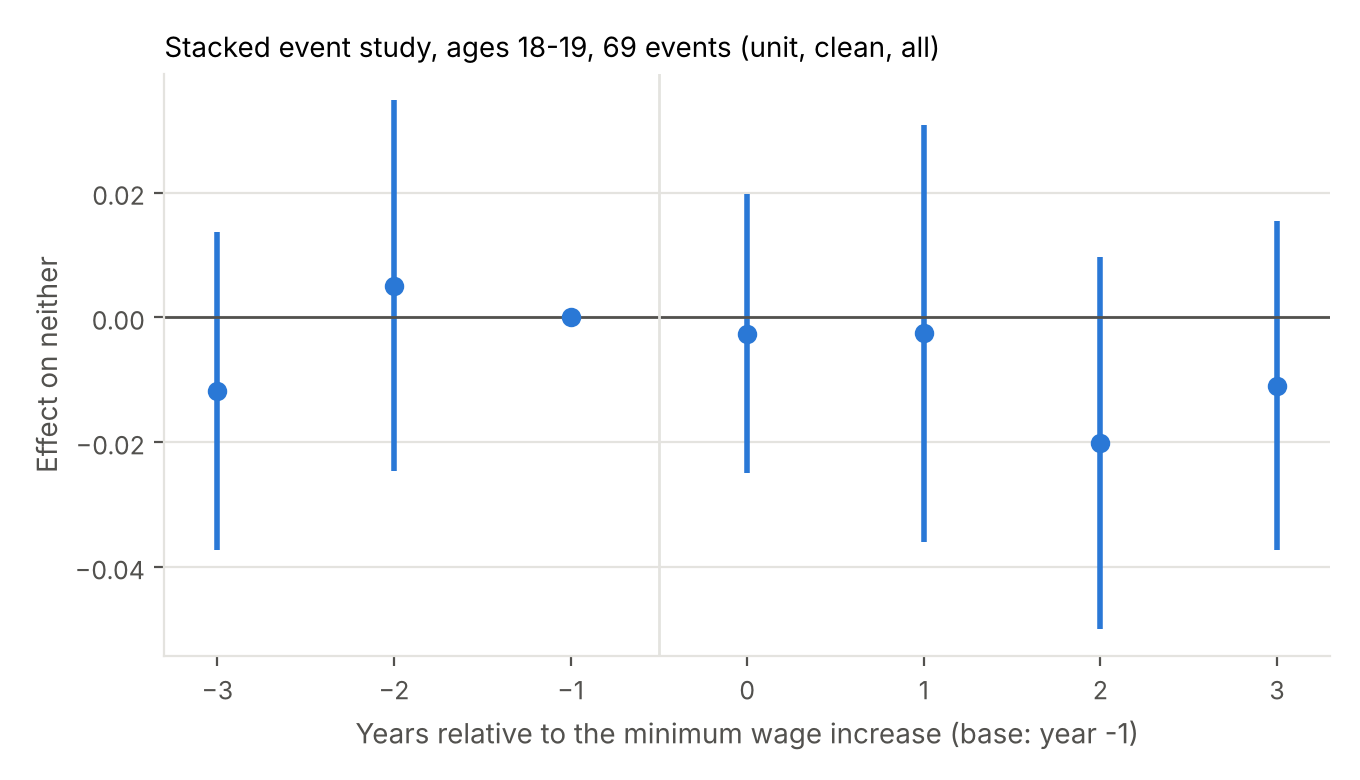 Stacked event study, ages 18-19, 69 events (unit, clean, all)
Effect on neither
0.02
0.00
−0.02
−0.04
−3 −2 −1 0 1 2 3
Years relative to the minimum wage increase (base: year -1)